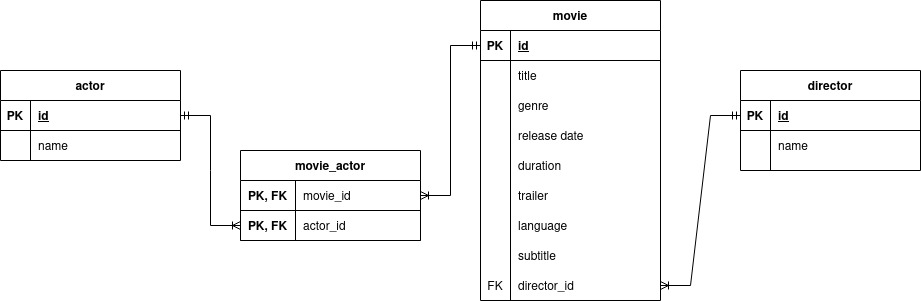 actor
PK id
name
movie_actor
PK, FK movie_id
PK, FK actor_id
movie
PK id
title
genre
release date
duration
trailer
language
subtitle
FK director_id
director
PK id
name